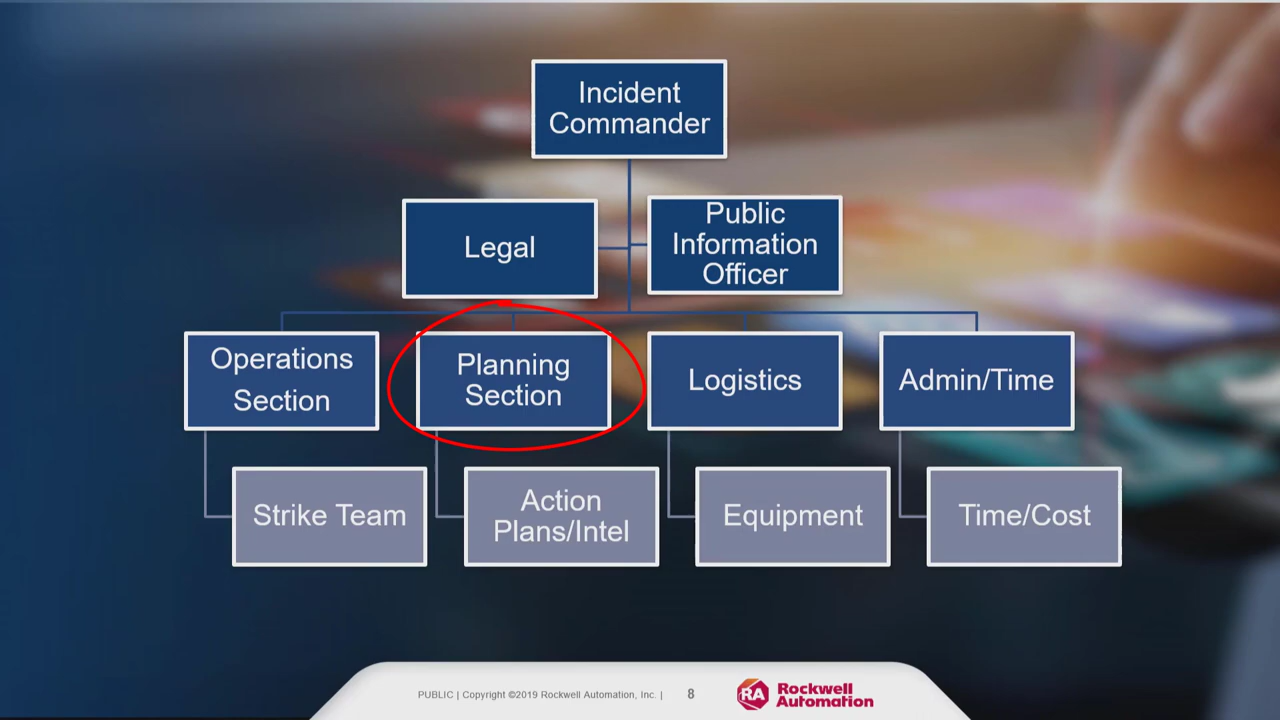 Incident
Commander
Legal
Public
Information
Officer
Operations
Section
Planning
Section
Logistics
Admin/Time
Strike Team
Action
Plans/Intel
Equipment
Time/Cost
PUBLIC | Copyright ©2019 Rockwell Automation, Inc. |
8
RA
Rockwell
Automation